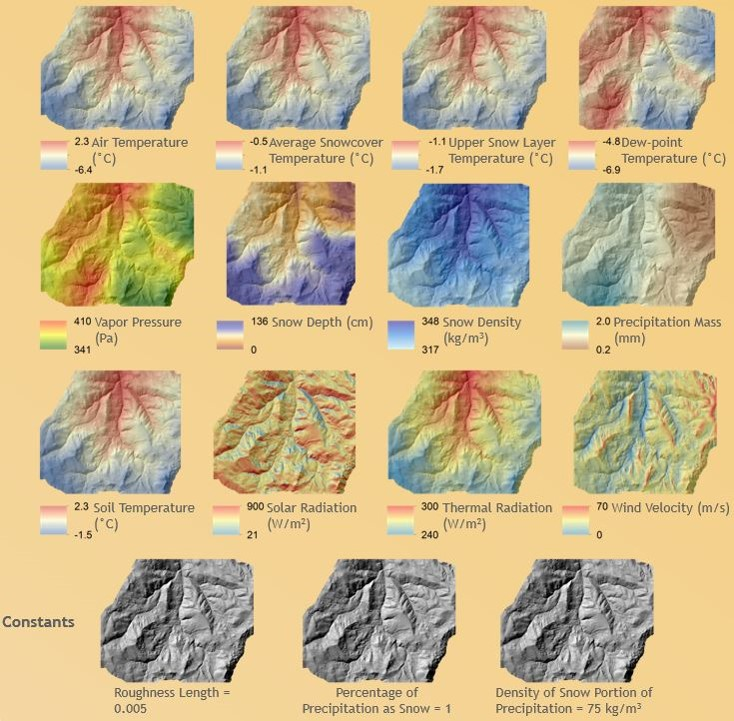 2.3 Air Temperature
(°C)
-6.4
-0.5 Average Snowcover
Temperature (°C)
-1.1
-1.1 Upper Snow Layer
Temperature (°C)
-1.7
-4.8 Dew-point
Temperature (°C)
-6.9
410 Vapor Pressure
(Pa)
341
136 Snow Depth (cm)
0
348 Snow Density
(kg/m³)
317
2.0 Precipitation Mass
(mm)
0.2
2.3 Soil Temperature
(°C)
-1.5
900 Solar Radiation
(W/m²)
21
300 Thermal Radiation
(W/m²)
240
70 Wind Velocity (m/s)
0
Constants
Roughness Length =
0.005
Percentage of
Precipitation as Snow = 1
Density of Snow Portion of
Precipitation = 75 kg/m³